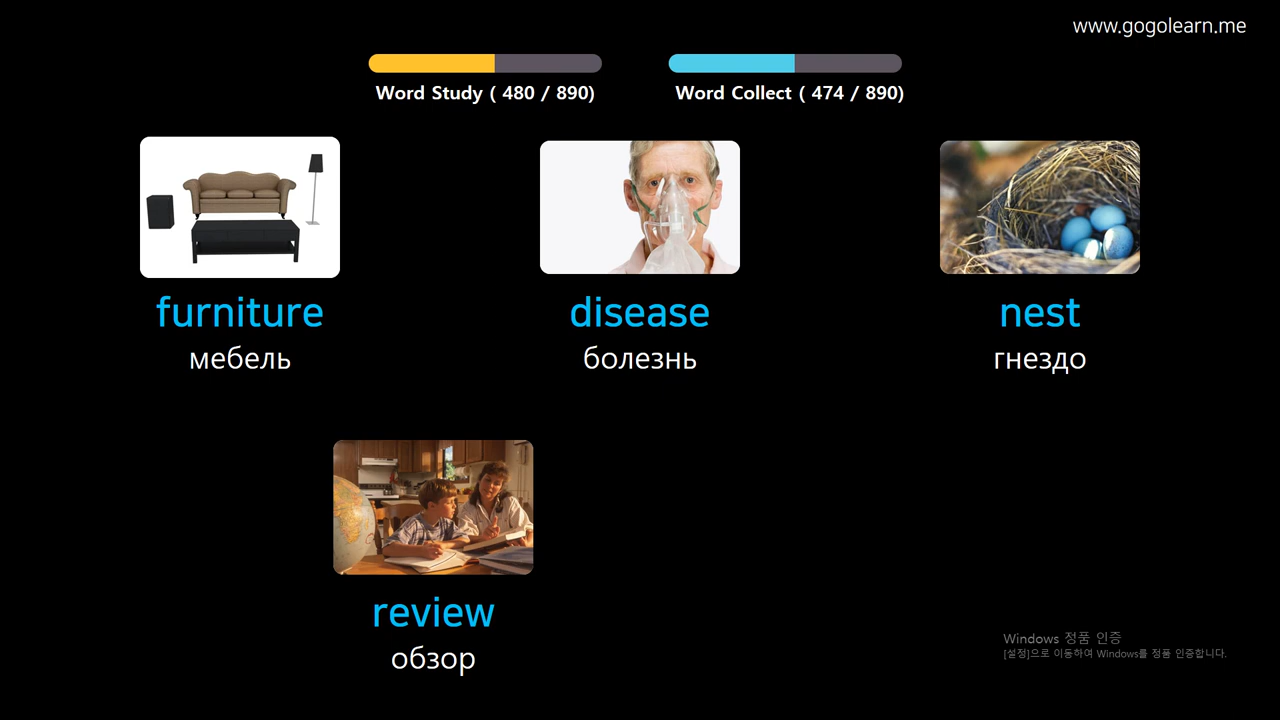 www.gogolearn.me
Word Study ( 480 / 890)
Word Collect ( 474 / 890)
furniture
мебель
disease
болезнь
nest
гнездо
review
обзор
Windows 정품 인증
[설정]으로 이동하여 Windows를 정품 인증합니다.